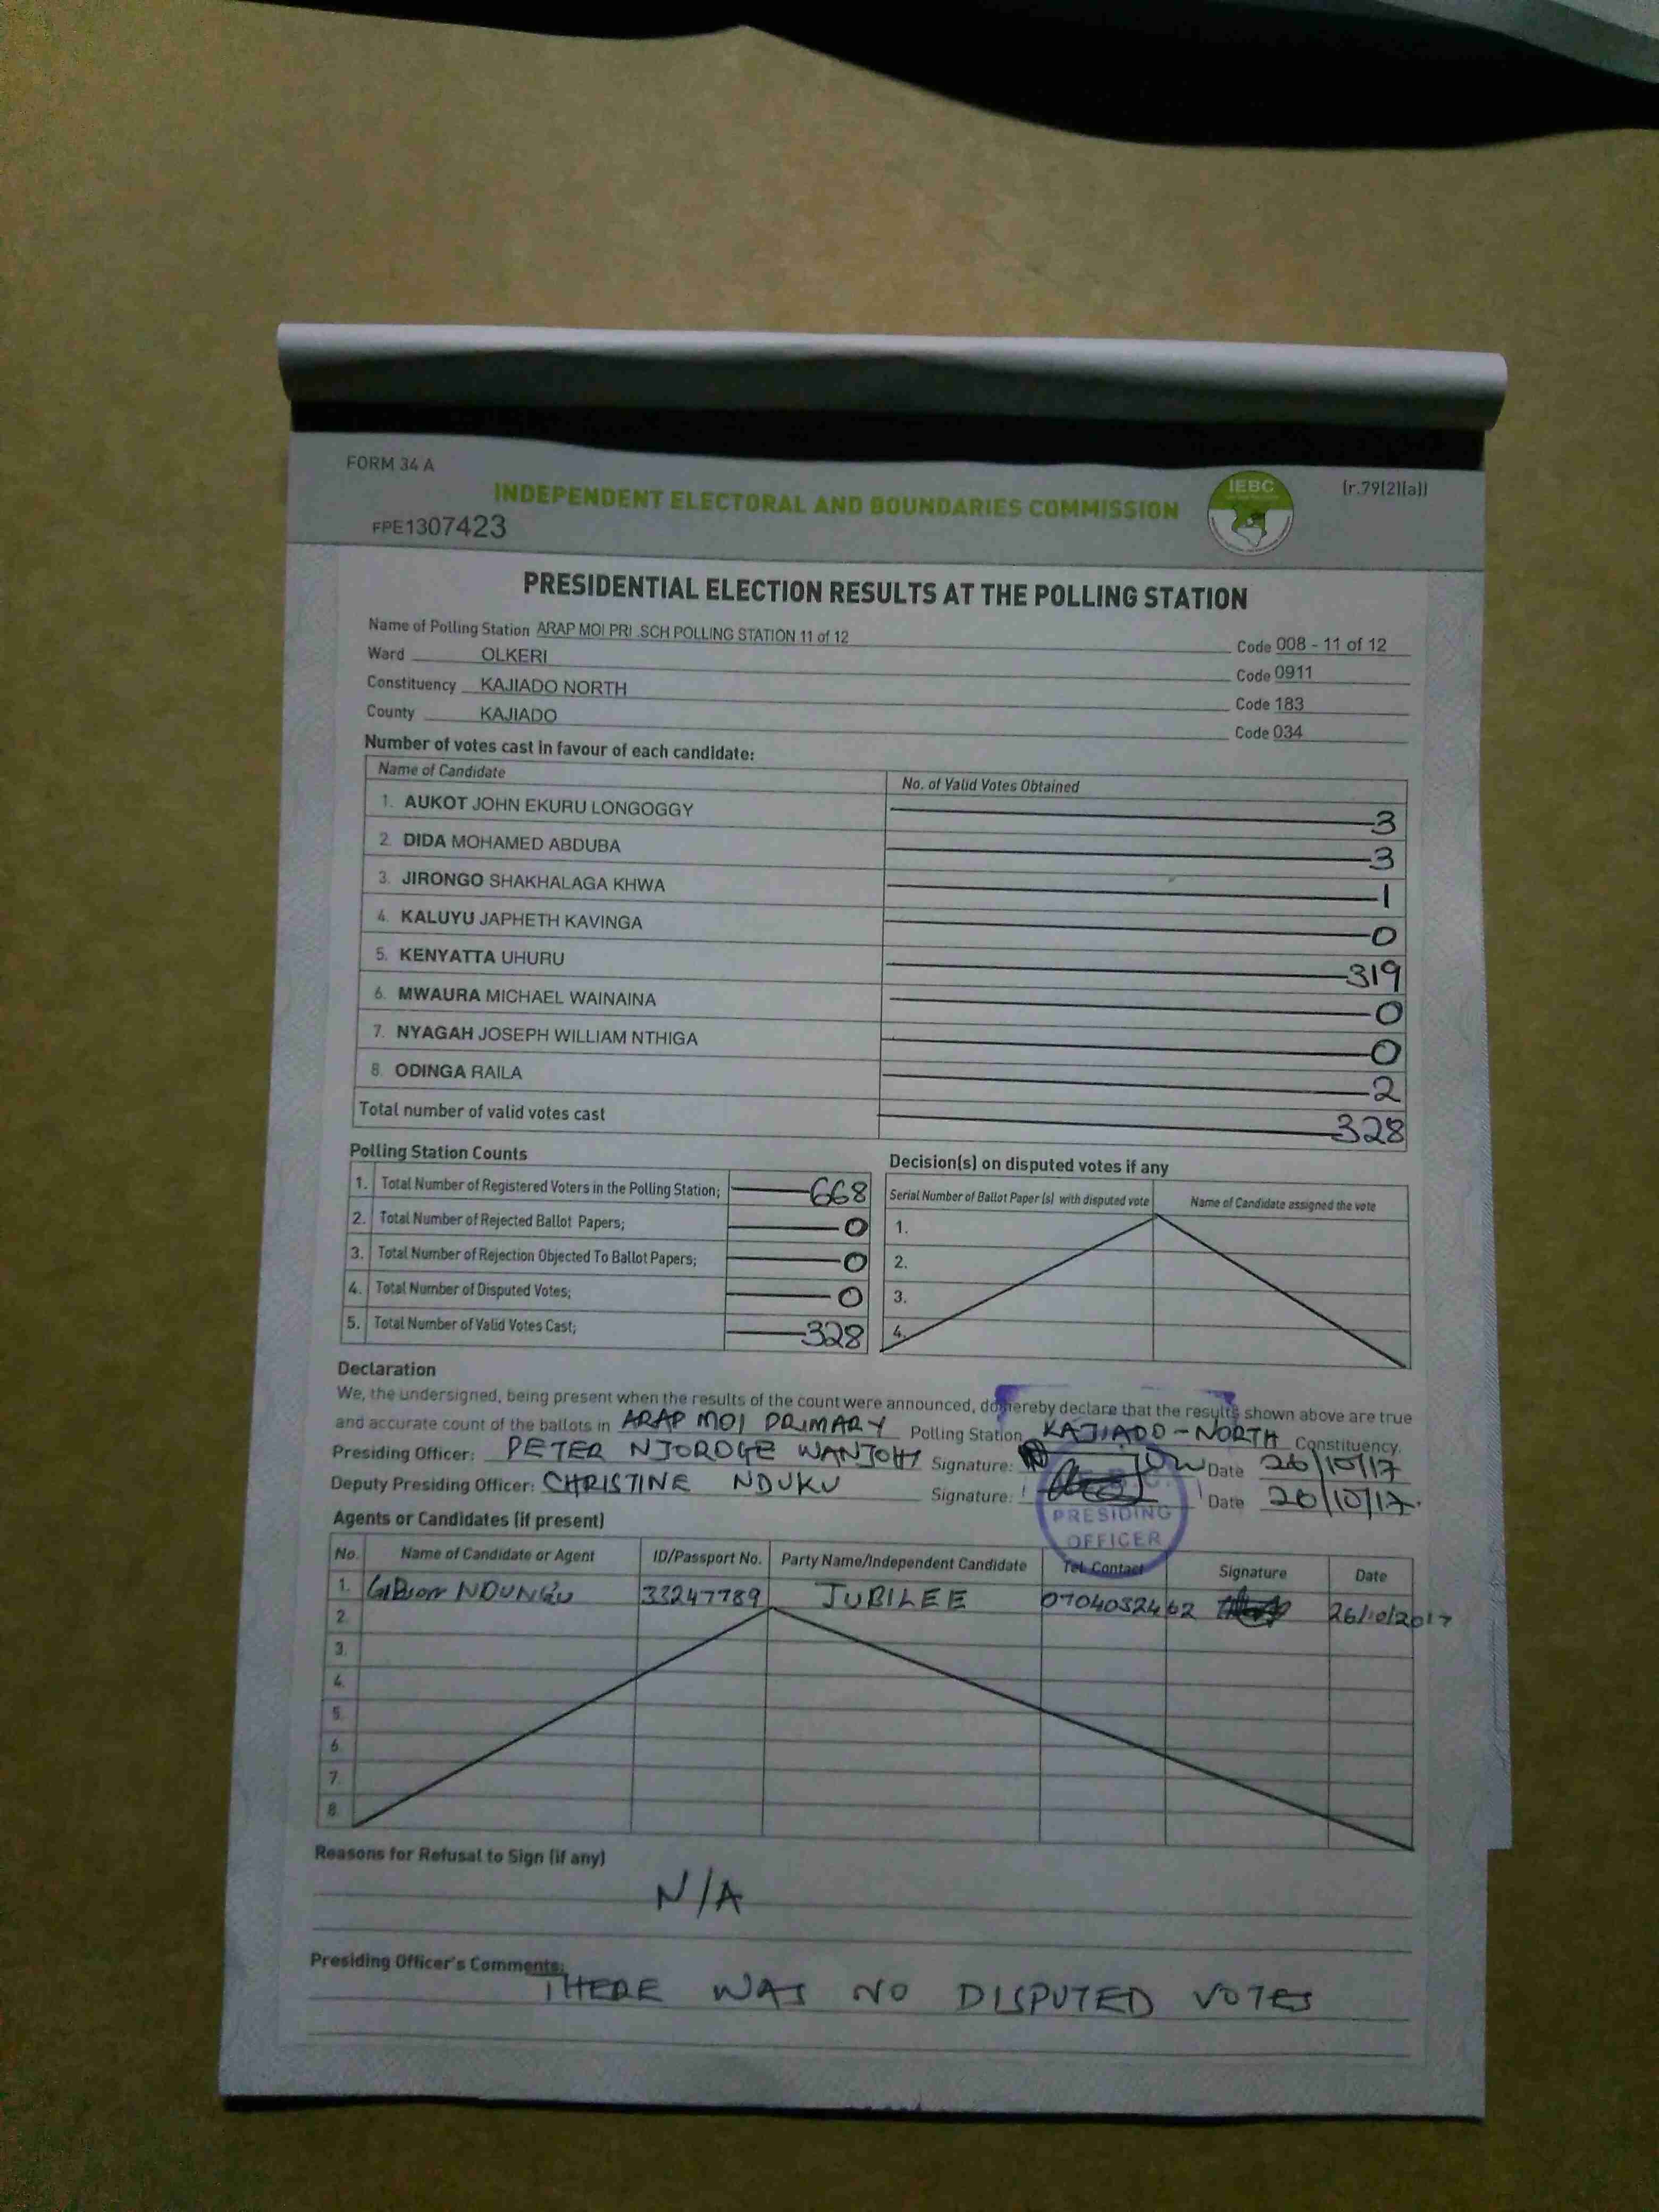 FORM 34 A
(r.79(2)(a))
IEBC
INDEPENDENT ELECTORAL AND BOUNDARIES COMMISSION
FPE1307423
PRESIDENTIAL ELECTION RESULTS AT THE POLLING STATION
Name of Polling Station ARAP MOI PRI .SCH POLLING STATION 11 of 12 Code 008 - 11 of 12
Ward OLKERI Code 0911
Constituency KAJIADO NORTH Code 183
County KAJIADO Code 034
Number of votes cast in favour of each candidate:
Name of Candidate No. of Valid Votes Obtained
1. AUKOT JOHN EKURU LONGOGGY 3
2. DIDA MOHAMED ABDUBA 3
3. JIRONGO SHAKHALAGA KHWA 1
4. KALUYU JAPHETH KAVINGA 0
5. KENYATTA UHURU 319
6. MWAURA MICHAEL WAINAINA 0
7. NYAGAH JOSEPH WILLIAM NTHIGA 0
8. ODINGA RAILA 2
Total number of valid votes cast 328
Polling Station Counts
1. Total Number of Registered Voters in the Polling Station; 668
2. Total Number of Rejected Ballot Papers; 0
3. Total Number of Rejection Objected To Ballot Papers; 0
4. Total Number of Disputed Votes; 0
5. Total Number of Valid Votes Cast; 328
Decision(s) on disputed votes if any
Serial Number of Ballot Paper (s) with disputed vote Name of Candidate assigned the vote
1.
2.
3.
4.
Declaration
We, the undersigned, being present when the results of the count were announced, do hereby declare that the results shown above are true
and accurate count of the ballots in ARAP MOI PRIMARY Polling Station KAJIADO-NORTH Constituency.
Presiding Officer: PETER NJOROGE WANJOHI Signature: Date 26/10/17
Deputy Presiding Officer: CHRISTINE NDUKU Signature: Date 26/10/17.
PRESIDING
OFFICER
Agents or Candidates (if present)
No. Name of Candidate or Agent ID/Passport No. Party Name/Independent Candidate Tel. Contact Signature Date
1. Gibson NDUNGU 33247789 JUBILEE 0704032462 26/10/2017
2.
3.
4.
5.
6.
7.
8.
Reasons for Refusal to Sign (if any)
N/A
Presiding Officer's Comments:
THERE WAS NO DISPUTED VOTES